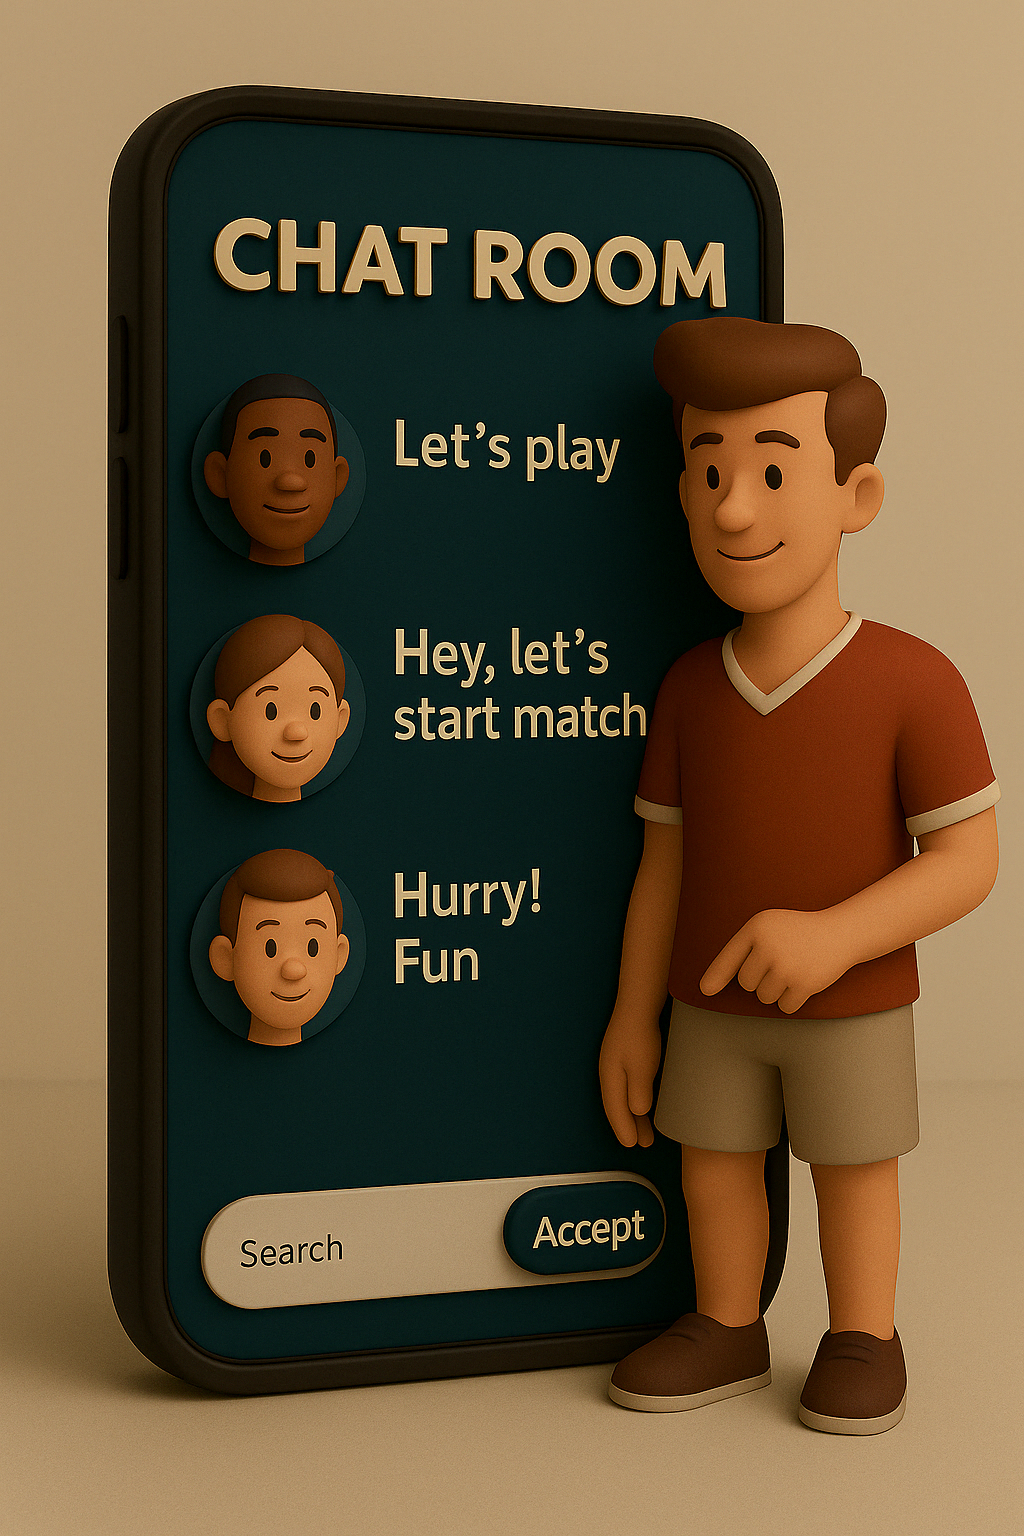 CHAT ROOM
Let's play
Hey, let's
start match
Hurry!
Fun
Search
Accept